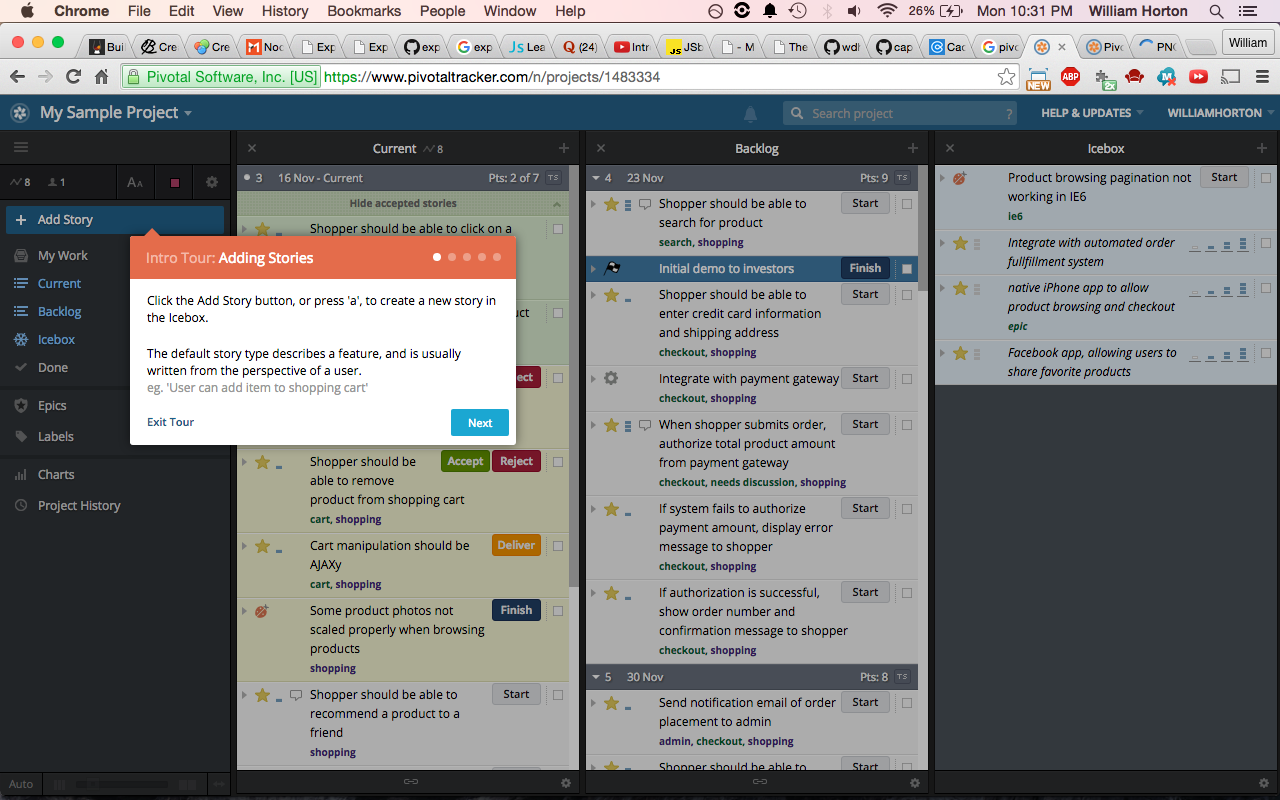 Chrome File Edit View History Bookmarks People Window Help 26% Mon 10:31 PM William Horton
Bui Cre Cre Noc Exp Exp exp exp Lea (24) Intr JSb - M The wdl cap Cac pivo Pivo PNG William
Pivotal Software, Inc. [US] https://www.pivotaltracker.com/n/projects/1483334
NEW ABP 2x
My Sample Project Search project ? HELP & UPDATES WILLIAMHORTON
8 1 AA
+ Add Story
My Work
Current
Backlog
Icebox
Done
Epics
Labels
Charts
Project History
Auto
Intro Tour: Adding Stories
Click the Add Story button, or press 'a', to create a new story in
the Icebox.
The default story type describes a feature, and is usually
written from the perspective of a user.
eg. 'User can add item to shopping cart'
Exit Tour Next
Current 8
3 16 Nov - Current Pts: 2 of 7 TS
Hide accepted stories
Shopper should be able to click on a
uct
ect
Shopper should be Accept Reject
able to remove
product from shopping cart
cart, shopping
Cart manipulation should be Deliver
AJAXy
cart, shopping
Some product photos not Finish
scaled properly when browsing
products
shopping
Shopper should be able to Start
recommend a product to a
friend
shopping
Backlog
4 23 Nov Pts: 9 TS
Shopper should be able to Start
search for product
search, shopping
Initial demo to investors Finish
Shopper should be able to Start
enter credit card information
and shipping address
checkout, shopping
Integrate with payment gateway Start
checkout, shopping
When shopper submits order, Start
authorize total product amount
from payment gateway
checkout, needs discussion, shopping
If system fails to authorize Start
payment amount, display error
message to shopper
checkout, shopping
If authorization is successful, Start
show order number and
confirmation message to shopper
checkout, shopping
5 30 Nov Pts: 8 TS
Send notification email of order Start
placement to admin
admin, checkout, shopping
Shopper should be able to Start
Icebox
Product browsing pagination not Start
working in IE6
ie6
Integrate with automated order
fullfillment system
native iPhone app to allow
product browsing and checkout
epic
Facebook app, allowing users to
share favorite products